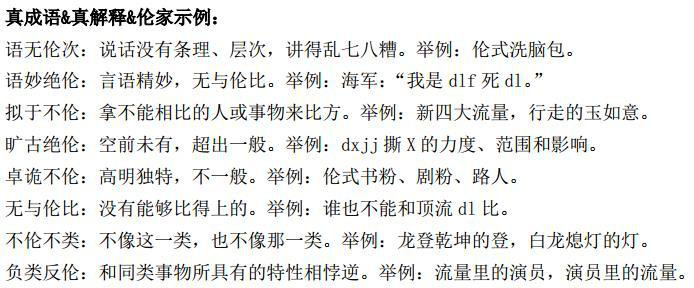 真成语&真解释&伦家示例：
语无伦次：说话没有条理、层次，讲得乱七八糟。举例：伦式洗脑包。
语妙绝伦：言语精妙，无与伦比。举例：海军：“我是 dlf 死 dl。”
拟于不伦：拿不能相比的人或事物来比方。举例：新四大流量，行走的玉如意。
旷古绝伦：空前未有，超出一般。举例：dxjj 撕 X 的力度、范围和影响。
卓诡不伦：高明独特，不一般。举例：伦式书粉、剧粉、路人。
无与伦比：没有能够比得上的。举例：谁也不能和顶流 dl 比。
不伦不类：不像这一类，也不像那一类。举例：龙登乾坤的登，白龙熄灯的灯。
负类反伦：和同类事物所具有的特性相悖逆。举例：流量里的演员，演员里的流量。